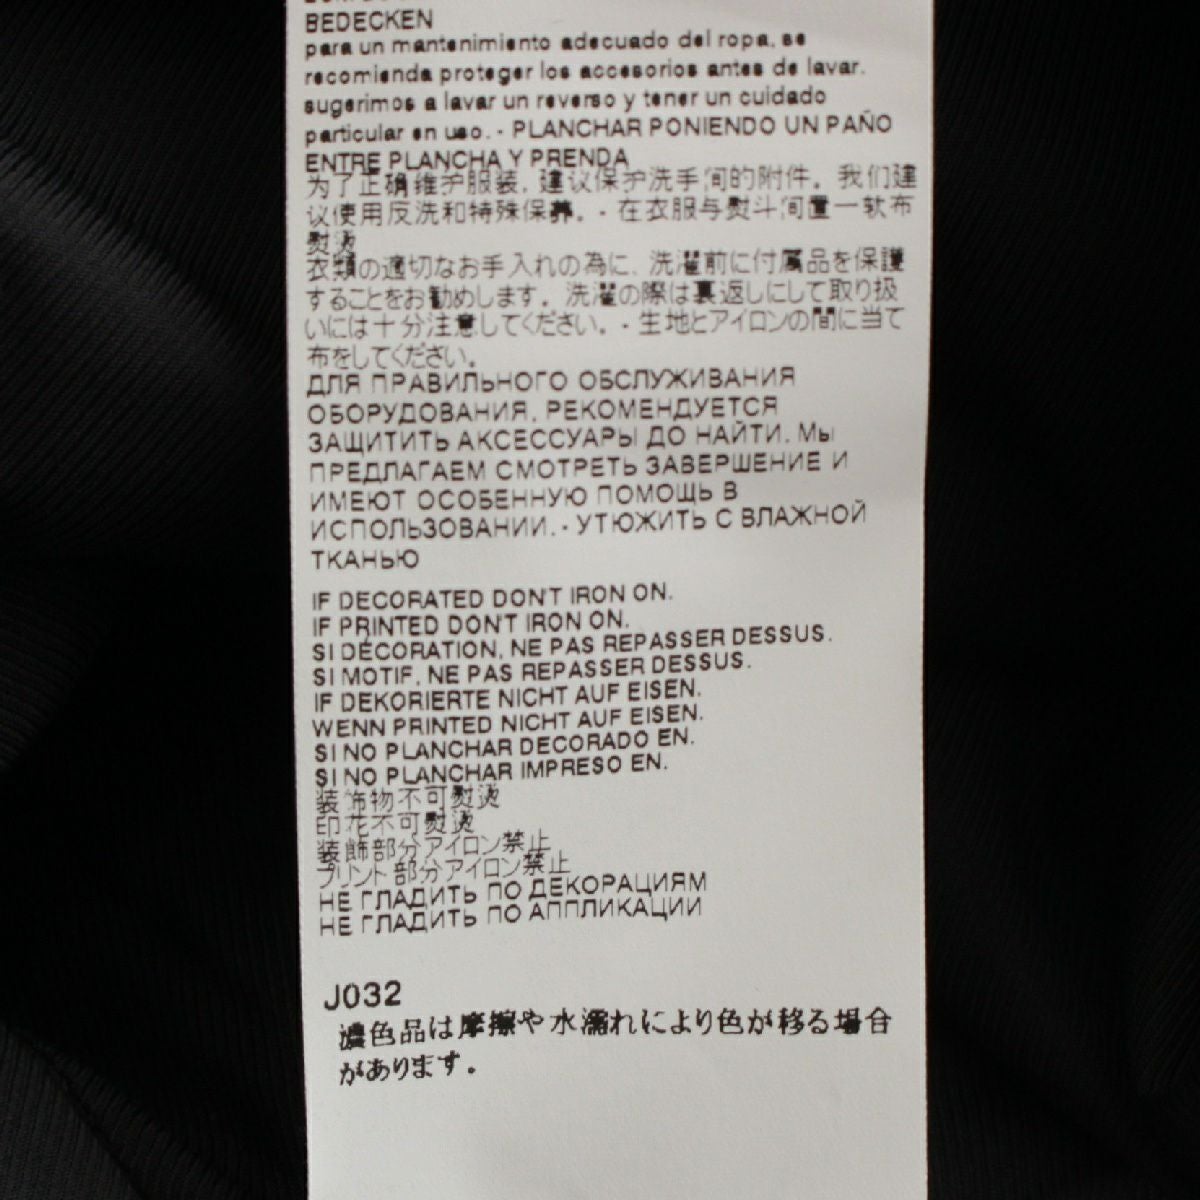 BEDECKEN
para un mantenimiento adecuado del ropa, se
recomienda proteger los accesorios antes de lavar.
sugerimos a lavar un reverso y tener un cuidado
particular en uso. - PLANCHAR PONIENDO UN PAÑO
ENTRE PLANCHA Y PRENDA
为了正确维护服装，建议保护洗手间的附件。我们建
议使用反洗和特殊保养。- 在衣服与熨斗间置一软布
熨烫
衣類の適切なお手入れの為に、洗濯前に付属品を保護
することをお勧めします。洗濯の際は裏返しにして取り扱
いには十分注意してください。- 生地とアイロンの間に当て
布をしてください。
ДЛЯ ПРАВИЛЬНОГО ОБСЛУЖИВАНИЯ
ОБОРУДОВАНИЯ, РЕКОМЕНДУЕТСЯ
ЗАЩИТИТЬ АКСЕССУАРЫ ДО НАЙТИ. МЫ
ПРЕДЛАГАЕМ СМОТРЕТЬ ЗАВЕРШЕНИЕ И
ИМЕЮТ ОСОБЕННУЮ ПОМОЩЬ В
ИСПОЛЬЗОВАНИИ. - УТЮЖИТЬ С ВЛАЖНОЙ
ТКАНЬЮ
IF DECORATED DON'T IRON ON.
IF PRINTED DON'T IRON ON.
SI DÉCORATION, NE PAS REPASSER DESSUS.
SI MOTIF, NE PAS REPASSER DESSUS.
IF DEKORIERTE NICHT AUF EISEN.
WENN PRINTED NICHT AUF EISEN.
SI NO PLANCHAR DECORADO EN.
SI NO PLANCHAR IMPRESO EN.
装饰物不可熨烫
印花不可熨烫
装飾部分アイロン禁止
プリント部分アイロン禁止
НЕ ГЛАДИТЬ ПО ДЕКОРАЦИЯМ
НЕ ГЛАДИТЬ ПО АППЛИКАЦИИ
J032
濃色品は摩擦や水濡れにより色が移る場合
があります。